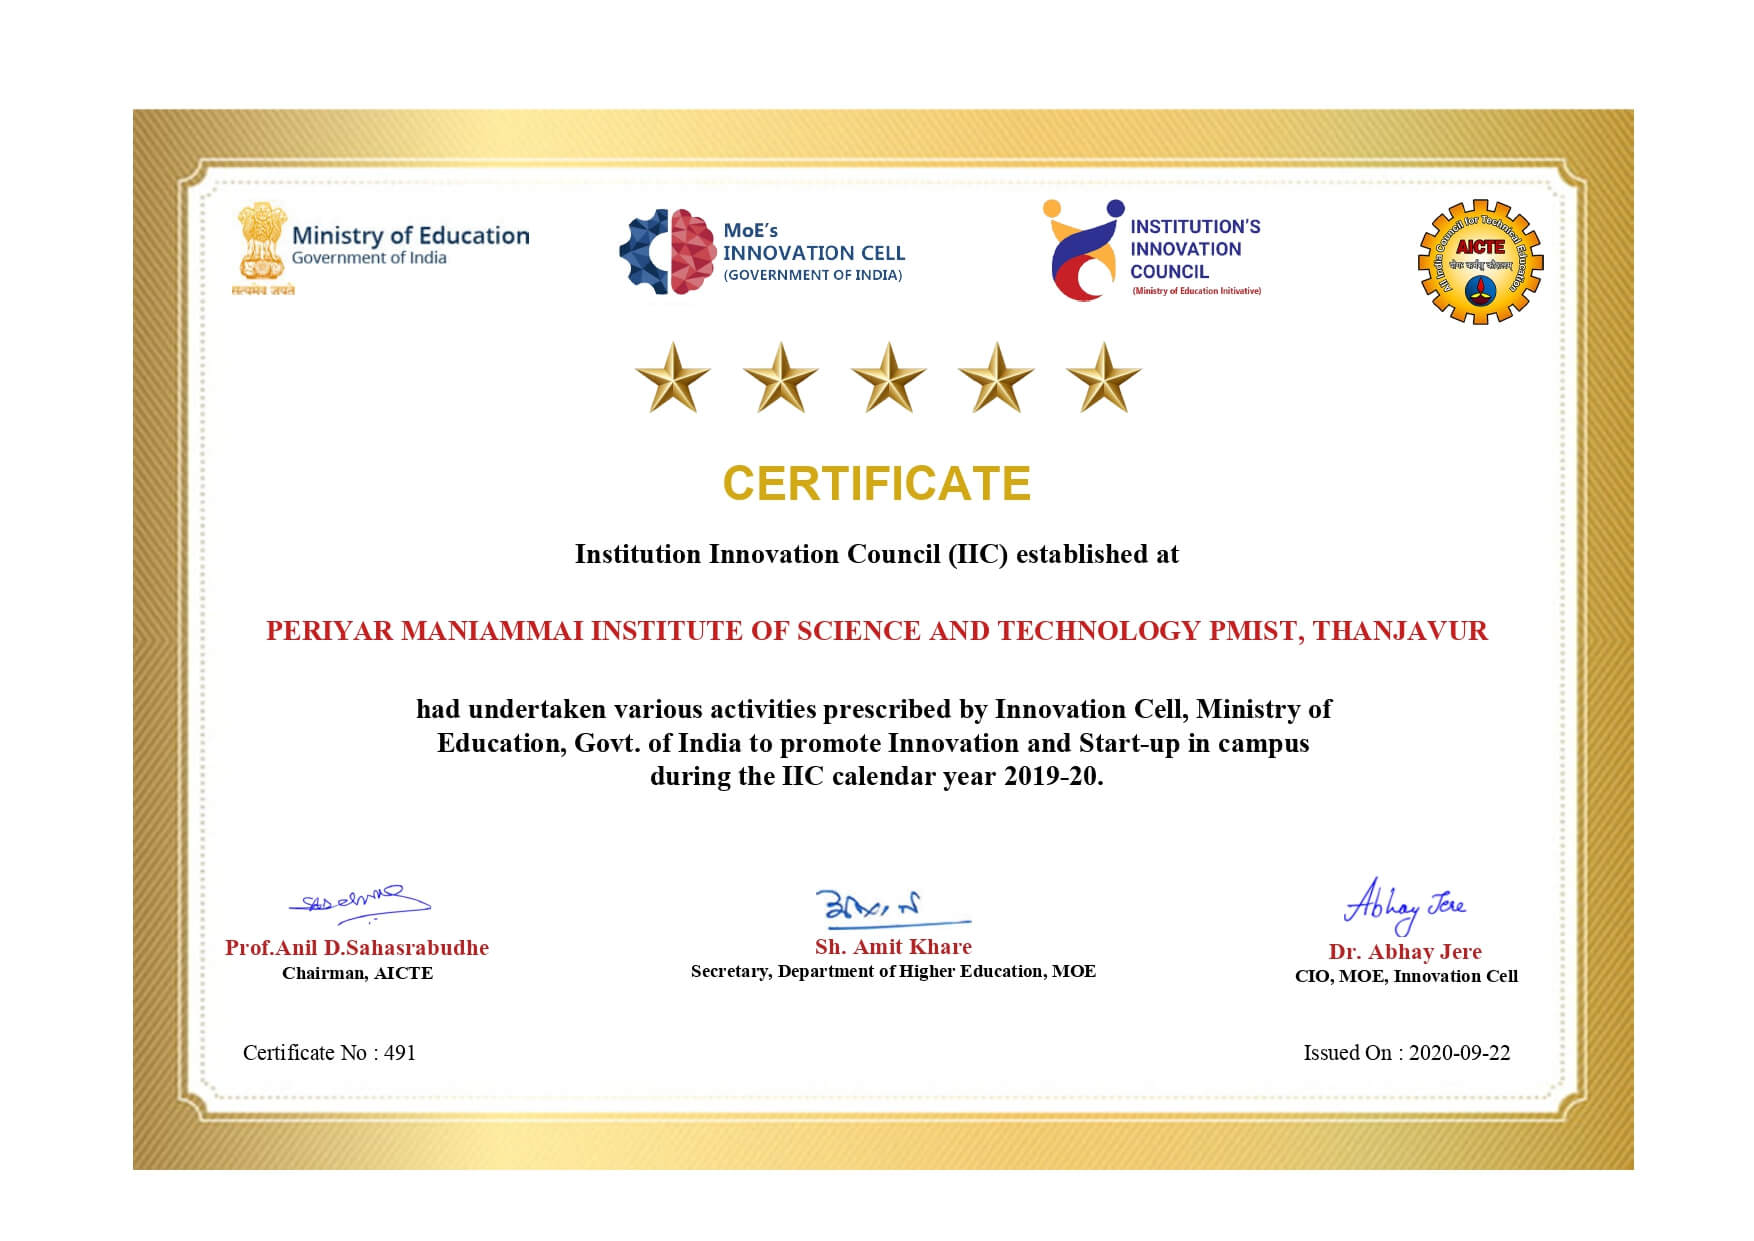 Ministry of Education
Government of India
सत्यमेव जयते
MoE's
INNOVATION CELL
(GOVERNMENT OF INDIA)
INSTITUTION'S
INNOVATION
COUNCIL
(Ministry of Education Initivative)
All India Council for Technical Education
AICTE
CERTIFICATE
Institution Innovation Council (IIC) established at
PERIYAR MANIAMMAI INSTITUTE OF SCIENCE AND TECHNOLOGY PMIST, THANJAVUR
had undertaken various activities prescribed by Innovation Cell, Ministry of
Education, Govt. of India to promote Innovation and Start-up in campus
during the IIC calendar year 2019-20.
Abhay Jere
Prof.Anil D.Sahasrabudhe
Chairman, AICTE
Sh. Amit Khare
Secretary, Department of Higher Education, MOE
Dr. Abhay Jere
CIO, MOE, Innovation Cell
Certificate No : 491
Issued On : 2020-09-22